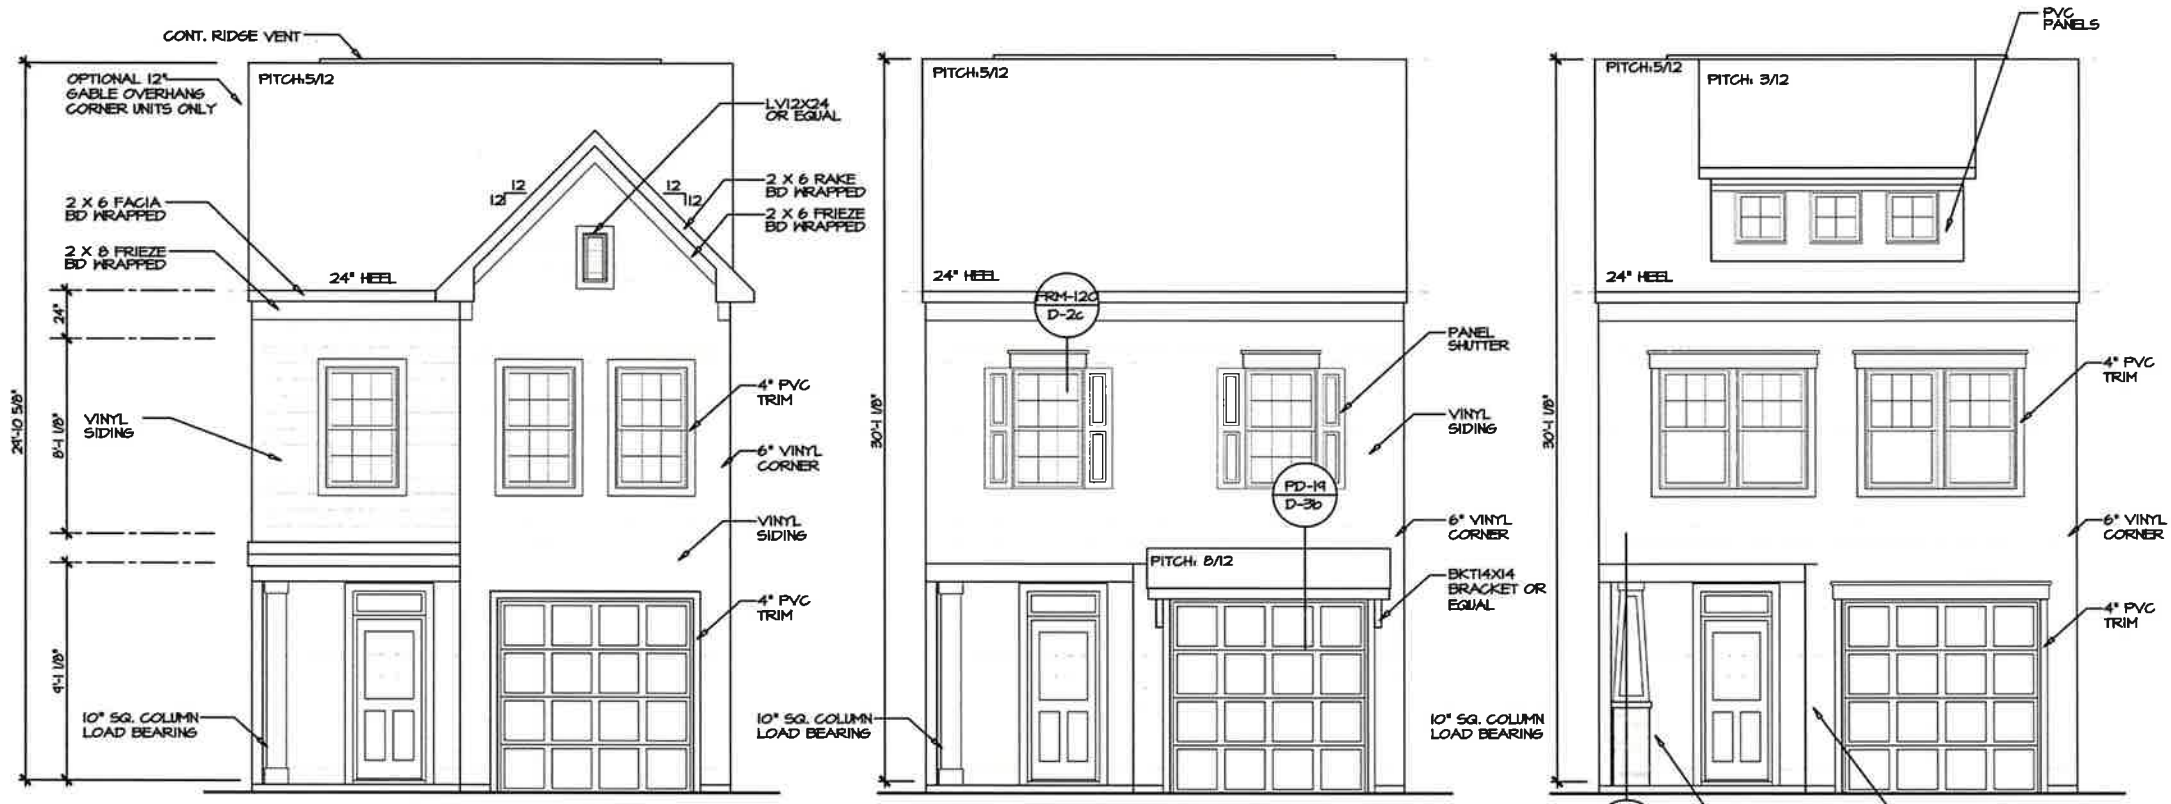 CONT. RIDGE VENT
OPTIONAL 12"
GABLE OVERHANG
CORNER UNITS ONLY
PITCH:5/12
LV12X24
OR EQUAL
12
12
12
12
2 X 6 RAKE
BD WRAPPED
2 X 6 FRIEZE
BD WRAPPED
2 X 6 FACIA
BD WRAPPED
2 X 8 FRIEZE
BD WRAPPED
24" HEEL
24"
8'-1 1/8"
29'-10 5/8"
9'-1 1/8"
VINYL
SIDING
4" PVC
TRIM
6" VINYL
CORNER
VINYL
SIDING
4" PVC
TRIM
10" SQ. COLUMN
LOAD BEARING
PITCH:5/12
24" HEEL
FRM-12C
D-2c
30'-1 1/8"
PANEL
SHUTTER
VINYL
SIDING
PD-19
D-3b
6" VINYL
CORNER
PITCH: 8/12
BKT14X14
BRACKET OR
EQUAL
10" SQ. COLUMN
LOAD BEARING
PVC
PANELS
PITCH:5/12
PITCH: 3/12
24" HEEL
30'-1 1/8"
4" PVC
TRIM
6" VINYL
CORNER
4" PVC
TRIM
10" SQ. COLUMN
LOAD BEARING